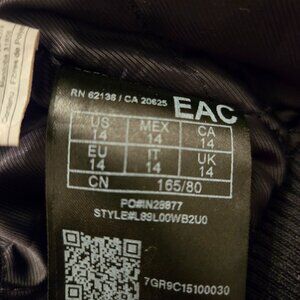 RN 62136 / CA 20625 EAC
US MEX CA
14 14 14
EU IT UK
14 14 14
CN 165/80
PO#IN29877
STYLE#L89L00WB2U0
7GR9C15100030